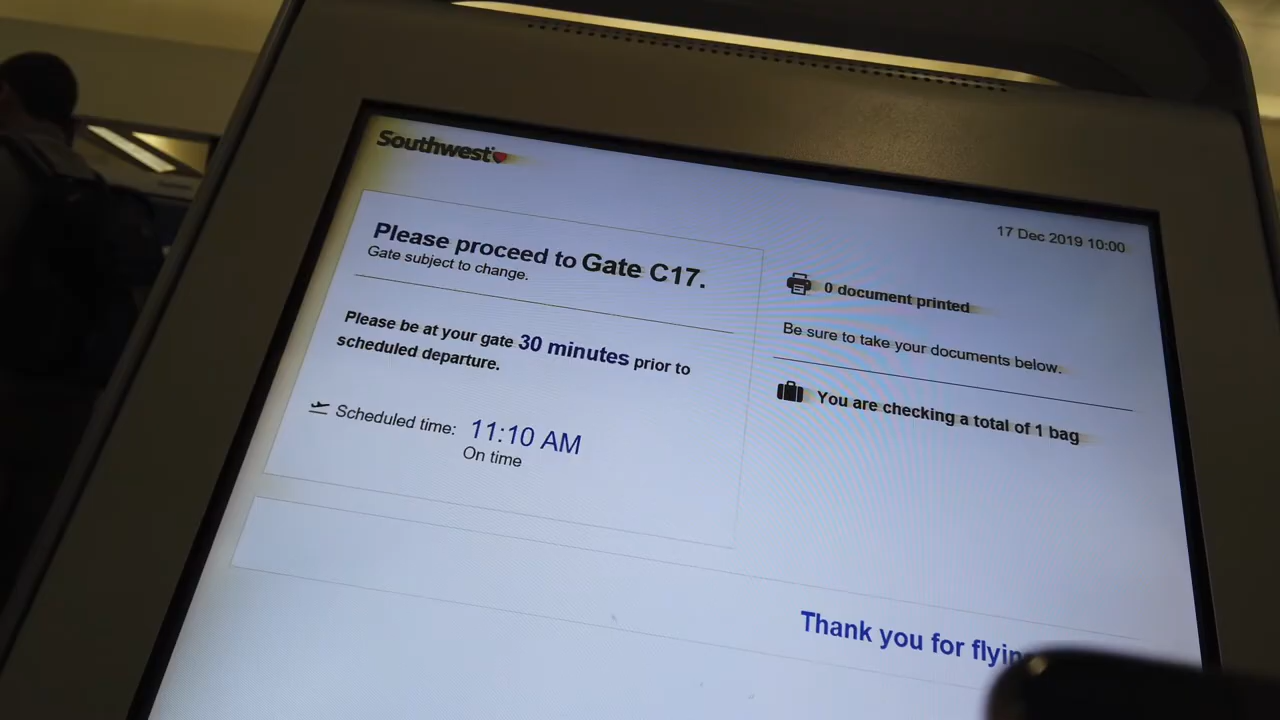 Southwest
17 Dec 2019 10:00
Please proceed to Gate C17.
Gate subject to change.
Please be at your gate 30 minutes prior to
scheduled departure.
Scheduled time: 11:10 AM
On time
0 document printed
Be sure to take your documents below.
You are checking a total of 1 bag
Thank you for